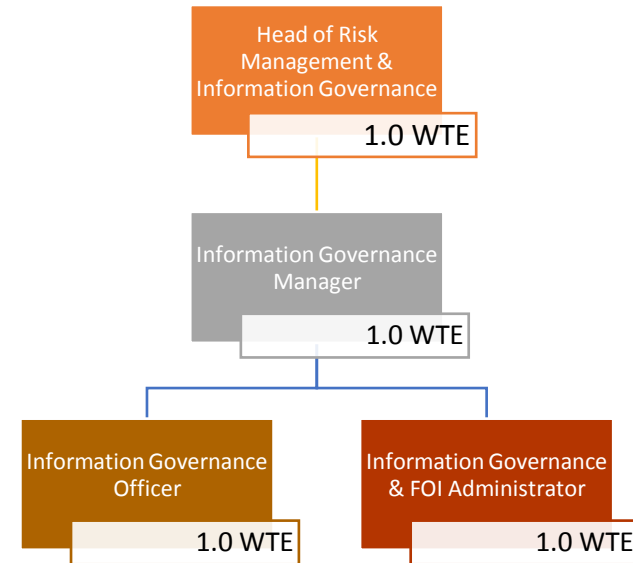 Head of Risk
Management &
Information Governance
1.0 WTE
Information Governance
Manager
1.0 WTE
Information Governance
Officer
1.0 WTE
Information Governance
& FOI Administrator
1.0 WTE